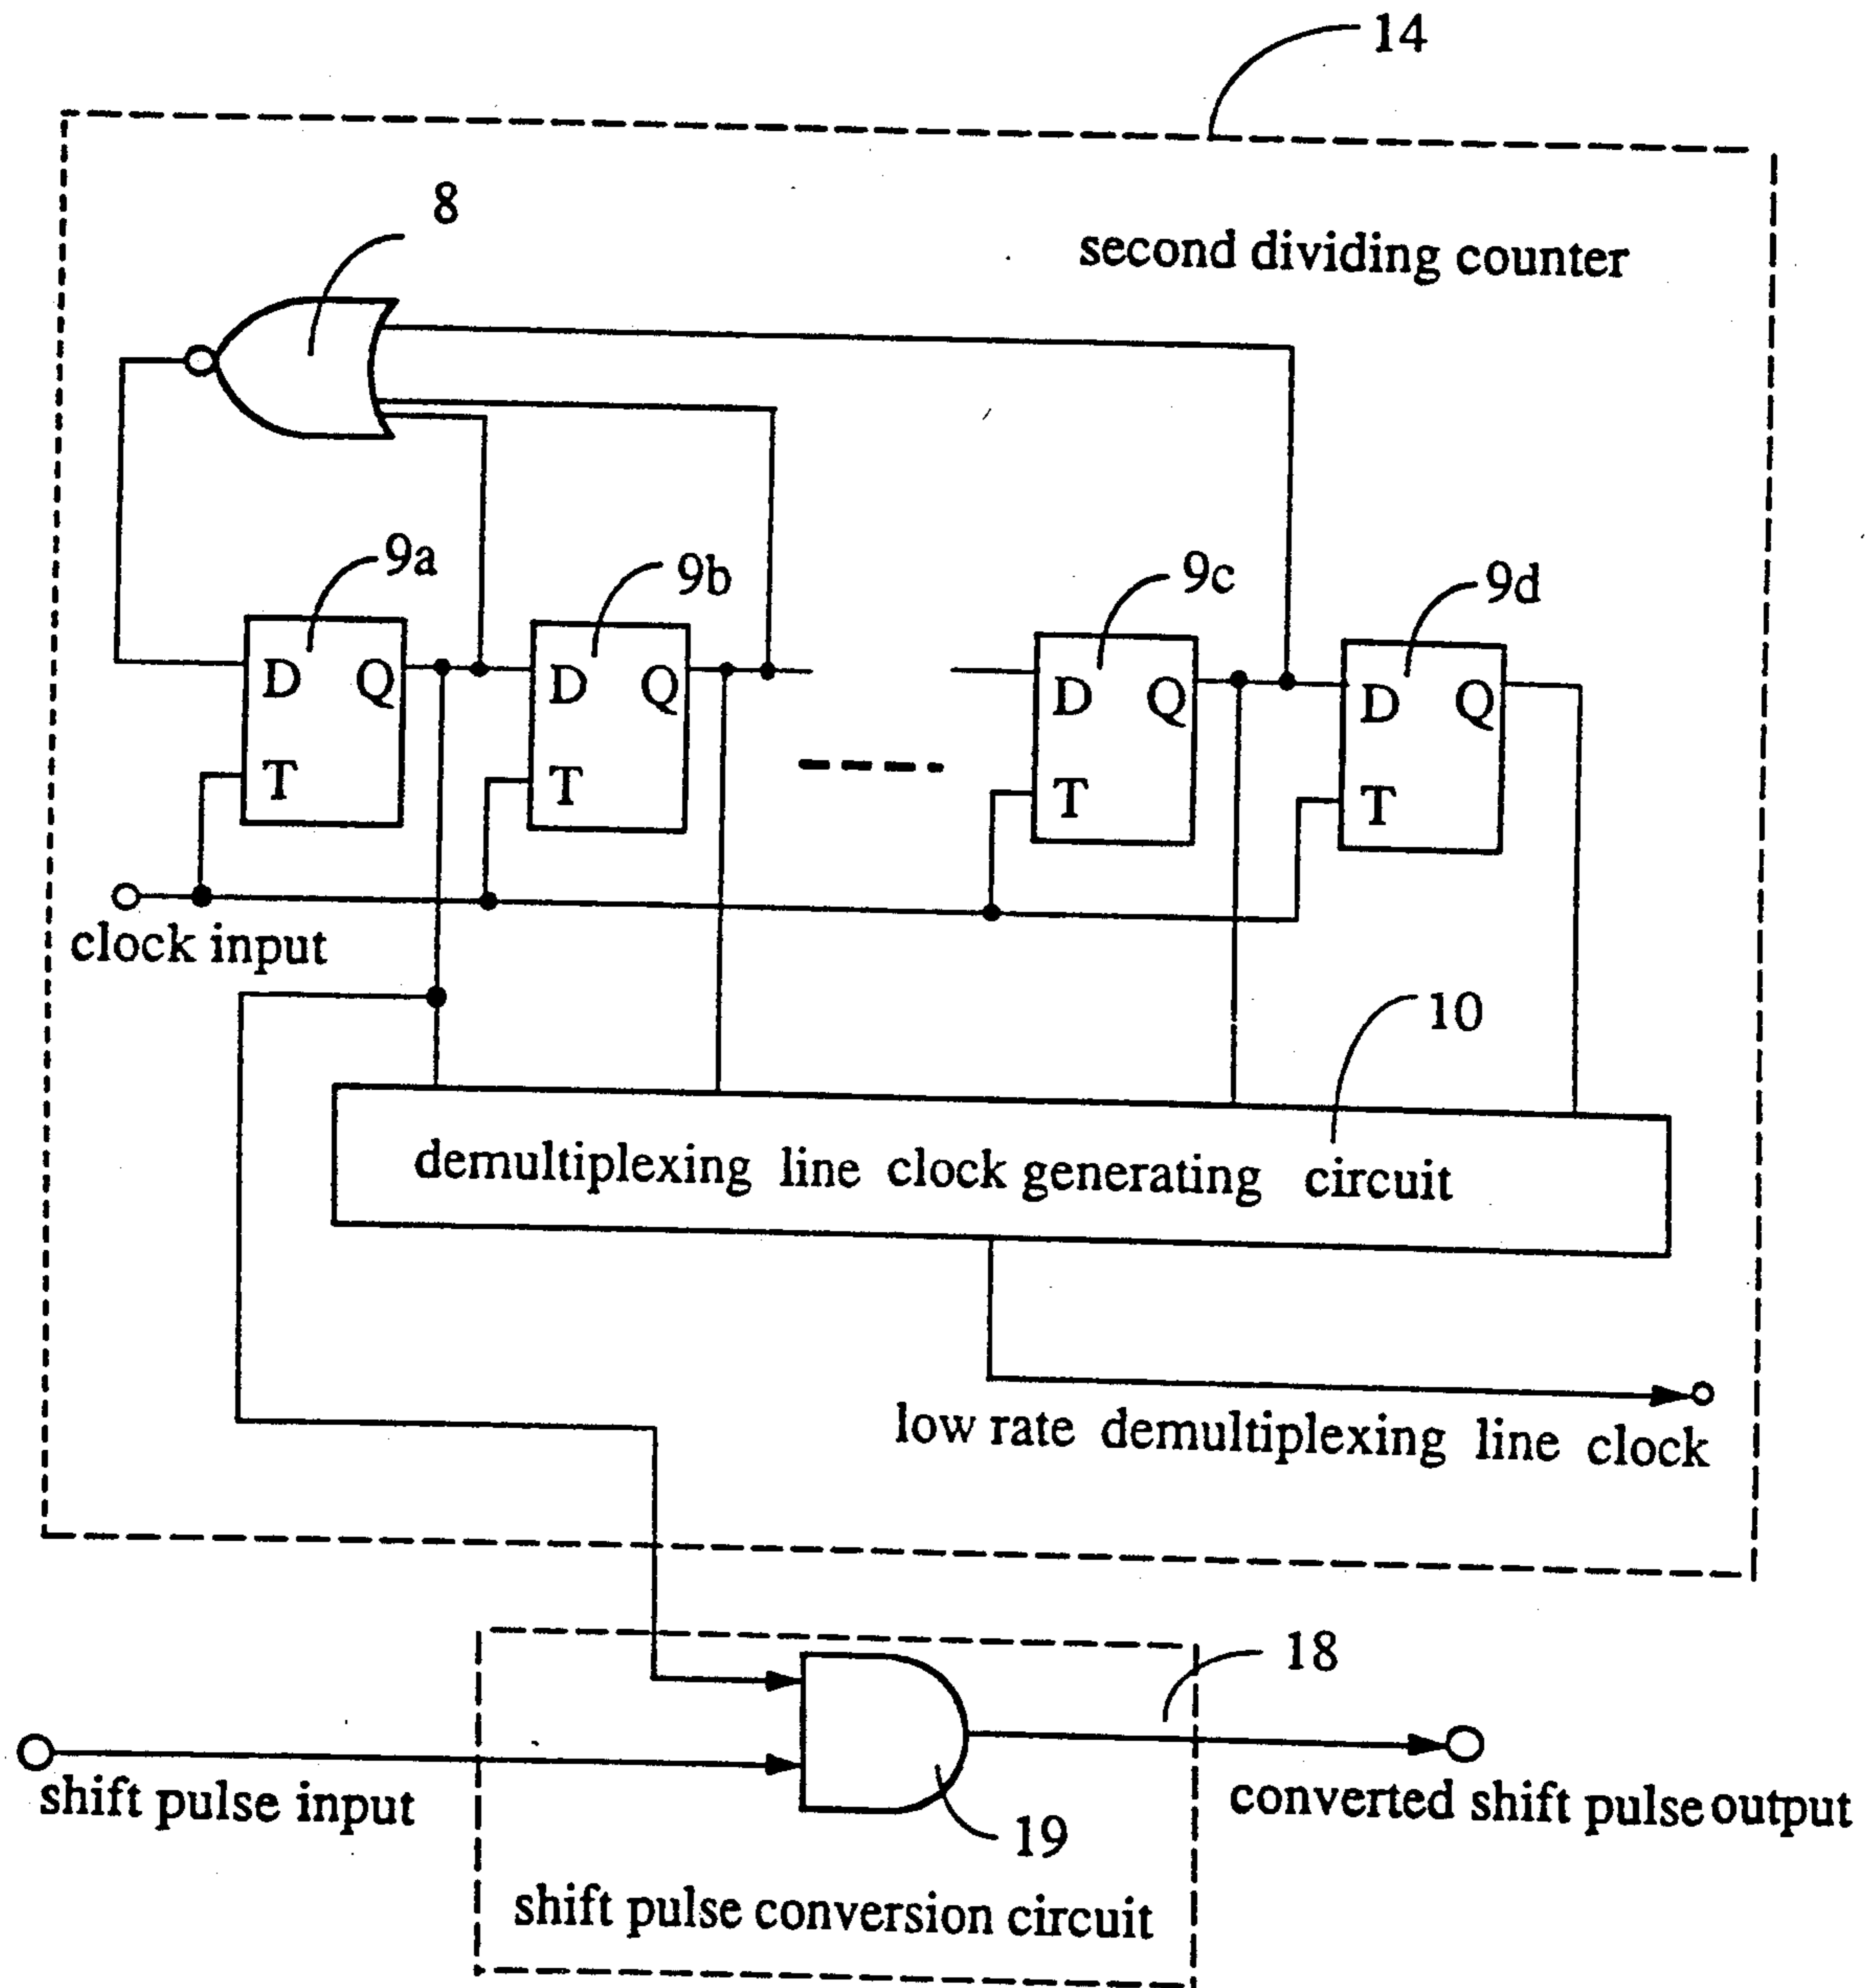 14
8
second dividing counter
9a
9b
9c
9d
D Q
D Q
D Q
D Q
T
T
T
T
clock input
10
demultiplexing line clock generating circuit
low rate demultiplexing line clock
18
shift pulse input
converted shift pulse output
19
shift pulse conversion circuit